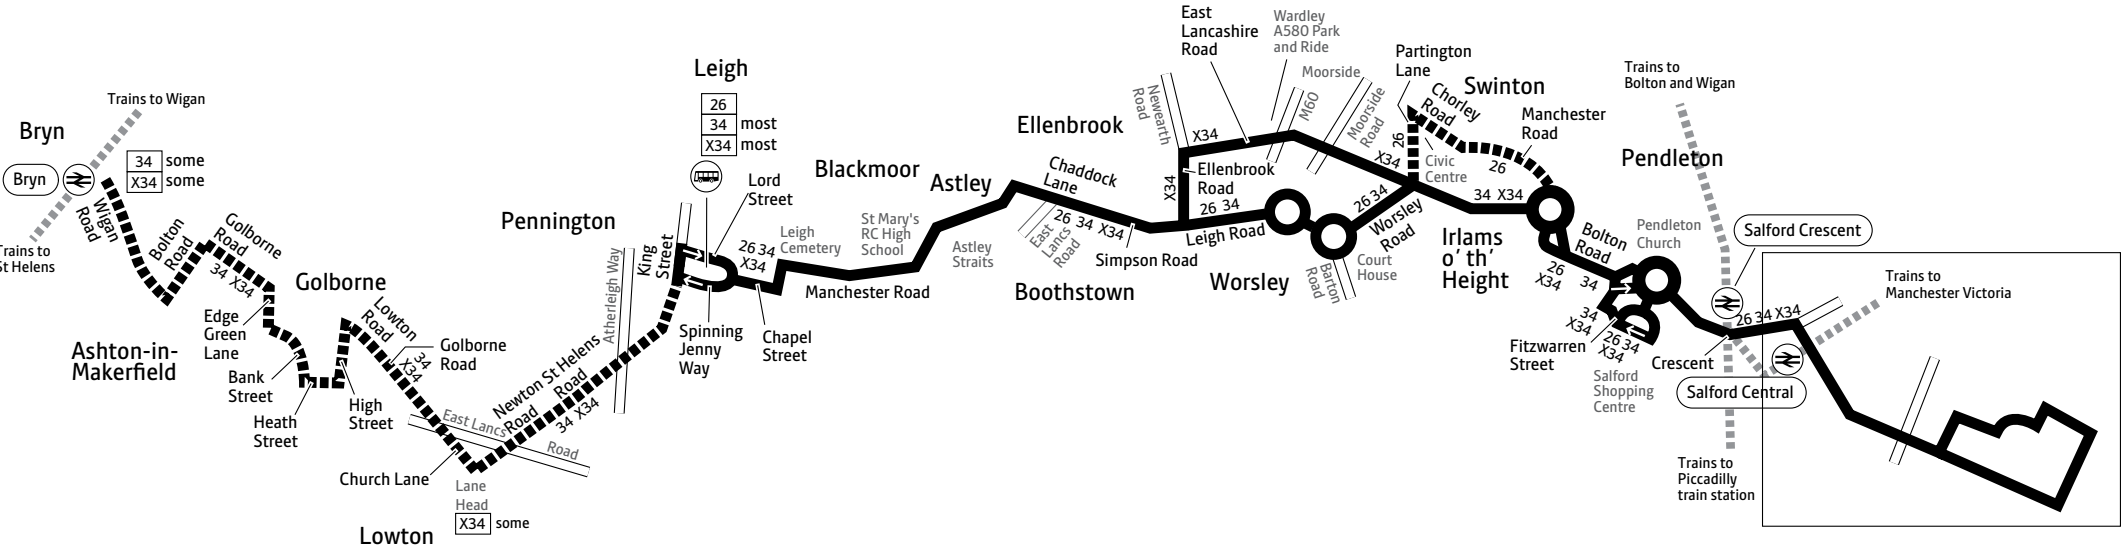 Trains to Wigan
Bryn
Bryn
34 some
X34 some
Trains to
St Helens
Wigan
Road
Bolton
Road
Golborne
Road
34 X34
Ashton-in-
Makerfield
Edge
Green
Lane
Bank
Street
Heath
Street
High
Street
Golborne
Lowton
Road
34
X34
Golborne
Road
Church Lane
East Lancs
Road
Lane
Head
X34 some
Lowton
Newton
Road
St Helens
Road
34 X34
Atherleigh Way
Pennington
King
Street
Leigh
26
34 most
X34 most
Lord
Street
26 34
X34
Leigh
Cemetery
Spinning
Jenny
Way
Chapel
Street
Manchester Road
Blackmoor
St Mary's
RC High
School
Astley
Astley
Straits
Chaddock
Lane
East
Lancs
Road
26 34 X34
Simpson Road
Boothstown
Ellenbrook
Newearth
Road
X34
X34
Ellenbrook
Road
26 34
Leigh Road
Worsley
East
Lancashire
Road
Wardley
A580 Park
and Ride
M60
Moorside
Moorside
Road
X34
Barton
Road
Court
House
26 34
Worsley
Road
Partington
Lane
26
Civic
Centre
Swinton
Chorley
Road
Manchester
Road
26
34 X34
Irlams
o' th'
Height
26
X34
Bolton
Road
34
Pendleton
Pendleton
Church
34
X34
Fitzwarren
Street
26 34
X34
Salford
Shopping
Centre
Trains to
Bolton and Wigan
Salford Crescent
26 34 X34
Crescent
Salford Central
Trains to
Manchester Victoria
Trains to
Piccadilly
train station